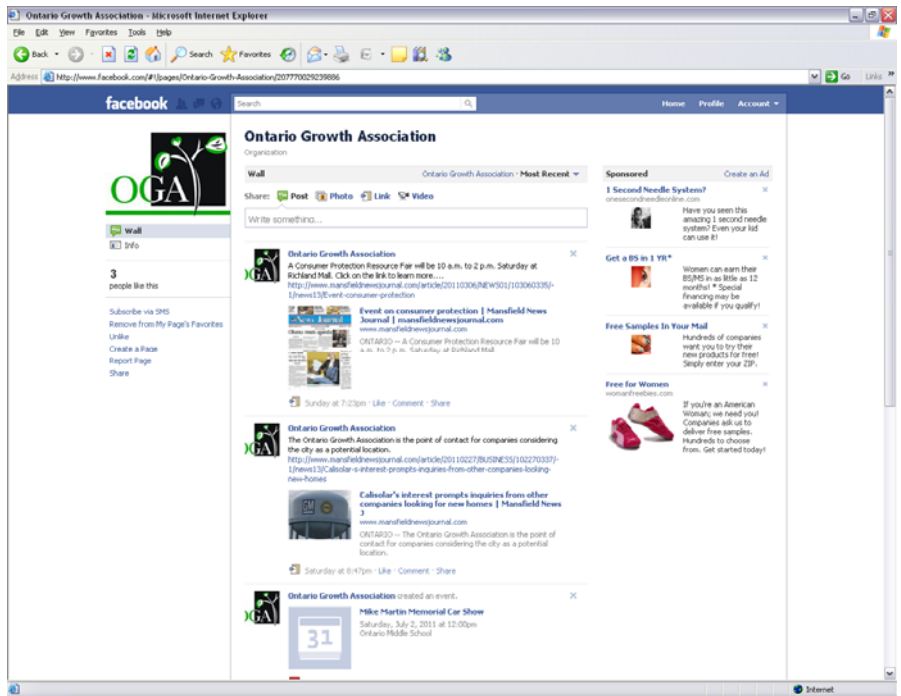 Ontario Growth Association - Microsoft Internet Explorer
File Edit View Favorites Tools Help
Back Search Favorites
Address http://www.facebook.com/#!/pages/Ontario-Growth-Association/207770029239886 Go Links
facebook Search Home Profile Account
OGA
Wall
Info
3
people like this
Subscribe via SMS
Remove from My Page's Favorites
Unlike
Create a Page
Report Page
Share
Ontario Growth Association
Organization
Wall Ontario Growth Association · Most Recent
Share: Post Photo Link Video
Write something...
OGA
Ontario Growth Association
A Consumer Protection Resource Fair will be 10 a.m. to 2 p.m. Saturday at
Richland Mall. Click on the link to learn more....
http://www.mansfieldnewsjournal.com/article/20110306/NEWS01/103060335/-
1/news13/Event-consumer-protection
Event on consumer protection | Mansfield News
Journal | mansfieldnewsjournal.com
www.mansfieldnewsjournal.com
ONTARIO -- A Consumer Protection Resource Fair will be 10
a.m. to 2 p.m. Saturday at Richland Mall.
News Journal
Sunday at 7:23pm · Like · Comment · Share
OGA
Ontario Growth Association
The Ontario Growth Association is the point of contact for companies considering
the city as a potential location.
http://www.mansfieldnewsjournal.com/article/20110227/BUSINESS/102270337/-
1/news13/Calisolar-s-interest-prompts-inquiries-from-other-companies-looking-
new-homes
GM
Calisolar's interest prompts inquiries from other
companies looking for new homes | Mansfield News
J
www.mansfieldnewsjournal.com
ONTARIO -- The Ontario Growth Association is the point of
contact for companies considering the city as a potential
location.
Saturday at 8:47pm · Like · Comment · Share
OGA
Ontario Growth Association created an event.
31
Mike Martin Memorial Car Show
Saturday, July 2, 2011 at 12:00pm
Ontario Middle School
Sponsored Create an Ad
1 Second Needle System?
onesecondneedleonline.com
Have you seen this
amazing 1 second needle
system? Even your kid
can use it!
Get a BS in 1 YR*
Women can earn their
BS/MS in as little as 12
months! * Special
financing may be
available if you qualify!
Free Samples In Your Mail
Hundreds of companies
want you to try their
new products for free!
Simply enter your ZIP.
Free for Women
womanfreebies.com
If you're an American
Woman; we need you!
Companies ask us to
deliver free samples.
Hundreds to choose
from. Get started today!
Internet